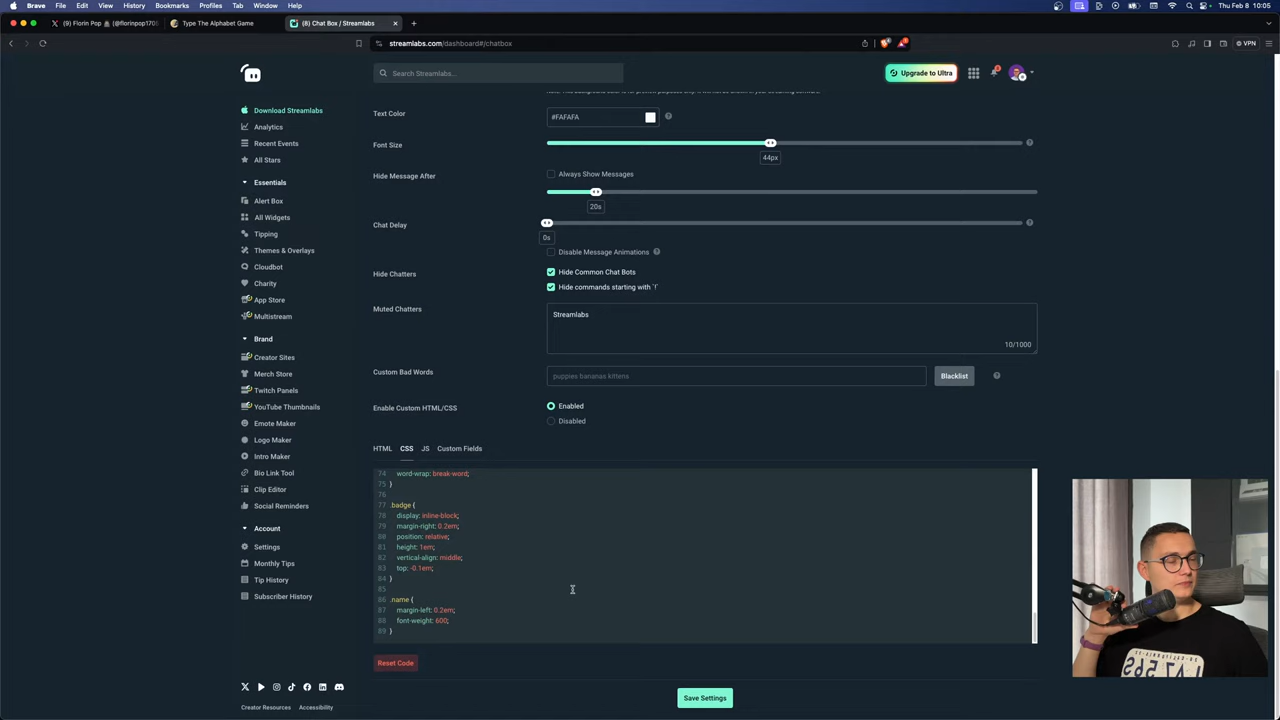 Brave File Edit View History Bookmarks Profiles Tab Window Help
Thu Feb 8 10:05
(9) Florin Pop (@florinpop1705
Type The Alphabet Game
(8) Chat Box / Streamlabs
streamlabs.com/dashboard#/chatbox
VPN
Search Streamlabs...
Upgrade to Ultra
Download Streamlabs
Analytics
Recent Events
All Stars
Essentials
Alert Box
All Widgets
Tipping
Themes & Overlays
Cloudbot
Charity
App Store
Multistream
Brand
Creator Sites
Merch Store
Twitch Panels
YouTube Thumbnails
Emote Maker
Logo Maker
Intro Maker
Bio Link Tool
Clip Editor
Social Reminders
Account
Settings
Monthly Tips
Tip History
Subscriber History
Creator Resources Accessibility
Text Color
#FAFAFA
Font Size
44px
Hide Message After
Always Show Messages
20s
Chat Delay
0s
Disable Message Animations
Hide Chatters
Hide Common Chat Bots
Hide commands starting with '!'
Muted Chatters
Streamlabs
10/1000
Custom Bad Words
puppies bananas kittens
Blacklist
Enable Custom HTML/CSS
Enabled
Disabled
HTML CSS JS Custom Fields
74 word-wrap: break-word;
75 }
76
77 .badge {
78 display: inline-block;
79 margin-right: 0.2em;
80 position: relative;
81 height: 1em;
82 vertical-align: middle;
83 top: -0.1em;
84 }
85
86 .name {
87 margin-left: 0.2em;
88 font-weight: 600;
89 }
Reset Code
Save Settings